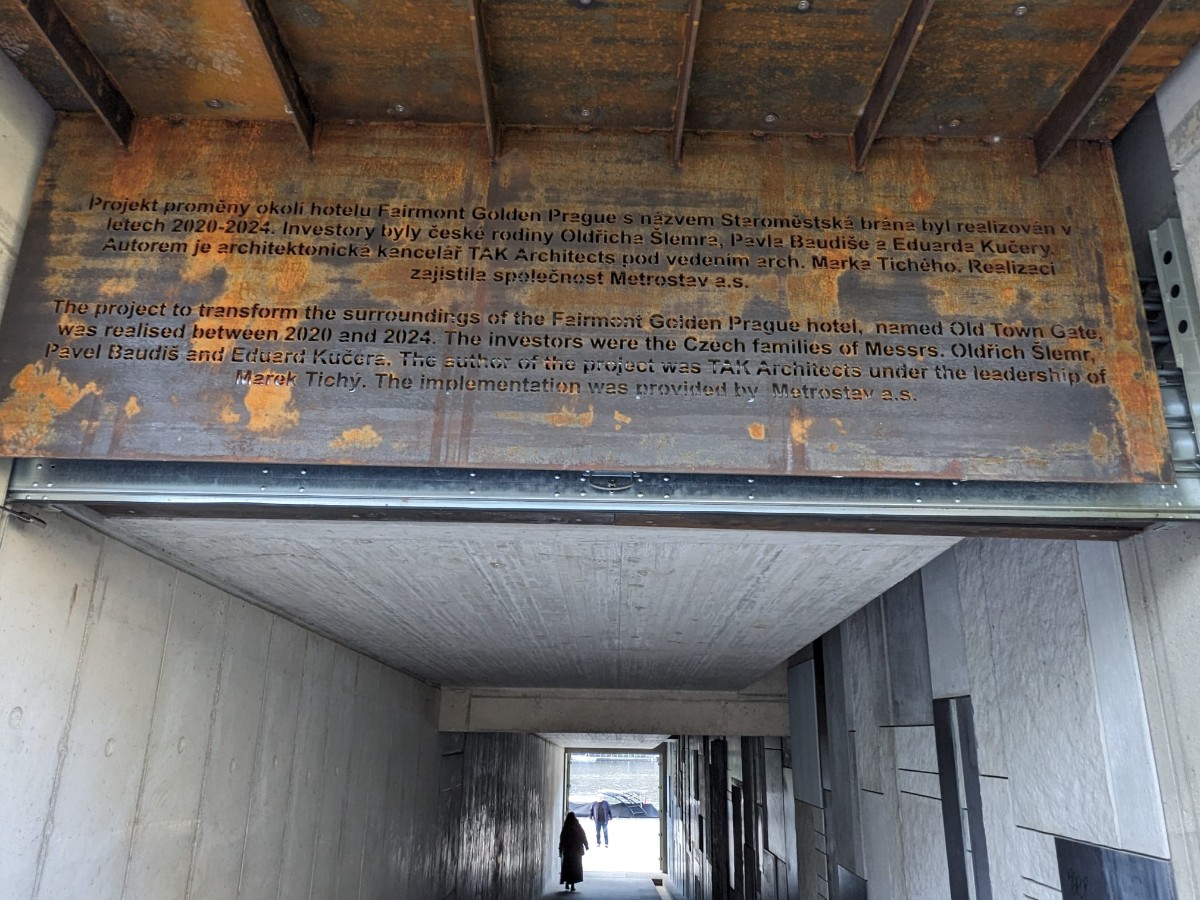 Projekt proměny okolí hotelu Fairmont Golden Prague s názvem Staroměstská brána byl realizován v
letech 2020-2024. Investory byly české rodiny Oldřicha Šlemra, Pavla Baudiše a Eduarda Kučery.
Autorem je architektonická kancelář TAK Architects pod vedením arch. Marka Tichého. Realizaci
zajistila společnost Metrostav a.s.
The project to transform the surroundings of the Fairmont Golden Prague hotel, named Old Town Gate,
was realised between 2020 and 2024. The investors were the Czech families of Messrs. Oldřich Šlemr,
Pavel Baudiš and Eduard Kučera. The author of the project was TAK Architects under the leadership of
Marek Tichý. The implementation was provided by Metrostav a.s.